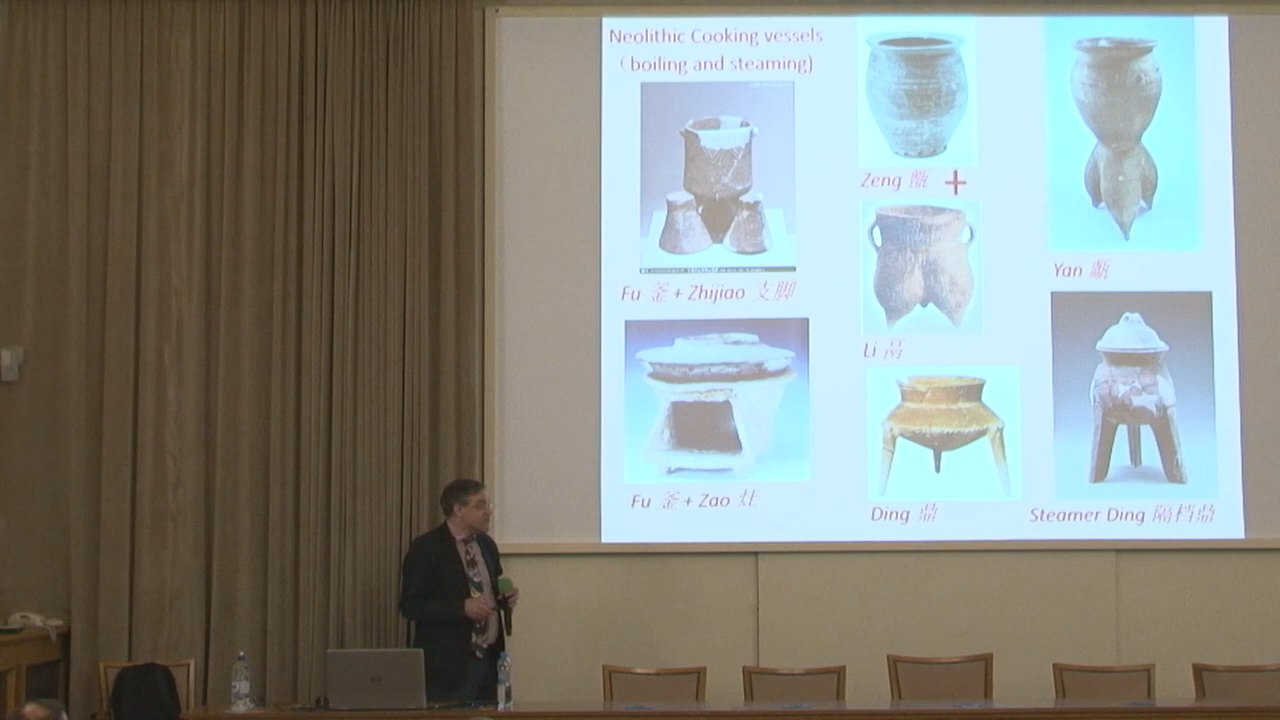 Neolithic Cooking vessels
（boiling and steaming)
Fu 釜 + Zhijiao 支脚
Fu 釜 + Zao 灶
Zeng 甑 +
Li 鬲
Ding 鼎
Yan 甗
Steamer Ding 隔档鼎